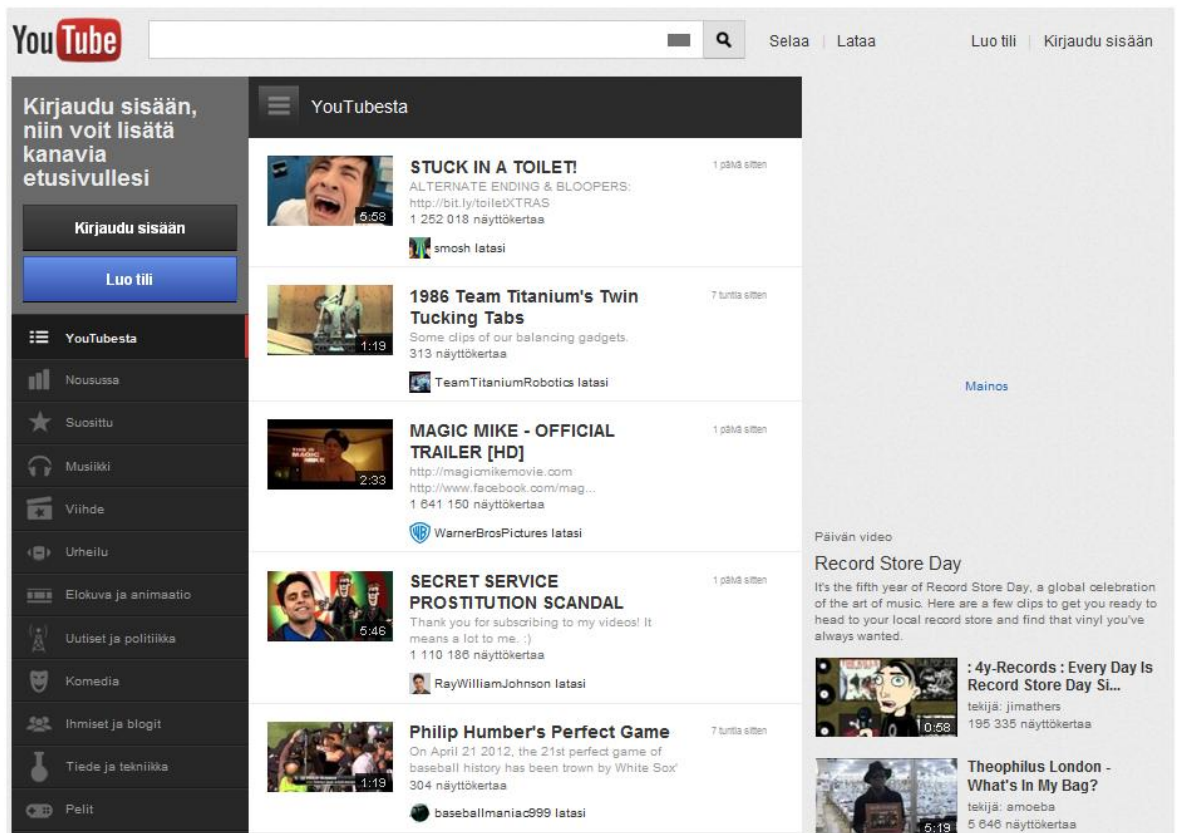 You Tube
Selaa | Lataa
Luo tili | Kirjaudu sisään
Kirjaudu sisään,
niin voit lisätä
kanavia
etusivullesi
Kirjaudu sisään
Luo tili
YouTubesta
Nousussa
Suosittu
Musiikki
Viihde
Urheilu
Elokuva ja animaatio
Uutiset ja politiikka
Komedia
Ihmiset ja blogit
Tiede ja tekniikka
Pelit
YouTubesta
5:58
STUCK IN A TOILET!
1 päivä sitten
ALTERNATE ENDING & BLOOPERS:
http://bit.ly/toiletXTRAS
1 252 018 näyttökertaa
smosh latasi
1:19
1986 Team Titanium's Twin
Tucking Tabs
7 tuntia sitten
Some clips of our balancing gadgets.
313 näyttökertaa
TeamTitaniumRobotics latasi
THIS IS
MAGIC
MIKE
2:33
MAGIC MIKE - OFFICIAL
TRAILER [HD]
1 päivä sitten
http://magicmikemovie.com
http://www.facebook.com/mag...
1 641 150 näyttökertaa
WB
WarnerBrosPictures latasi
5:46
SECRET SERVICE
PROSTITUTION SCANDAL
1 päivä sitten
Thank you for subscribing to my videos! It
means a lot to me. :)
1 110 186 näyttökertaa
RayWilliamJohnson latasi
1:19
Philip Humber's Perfect Game
7 tuntia sitten
On April 21 2012, the 21st perfect game of
baseball history has been trown by White Sox'
304 näyttökertaa
baseballmaniac999 latasi
Mainos
Päivän video
Record Store Day
It's the fifth year of Record Store Day, a global celebration
of the art of music. Here are a few clips to get you ready to
head to your local record store and find that vinyl you've
always wanted.
0:58
: 4y-Records : Every Day Is
Record Store Day Si...
tekijä: jimathers
195 335 näyttökertaa
5:19
Theophilus London -
What's In My Bag?
tekijä: amoeba
5 646 näyttökertaa